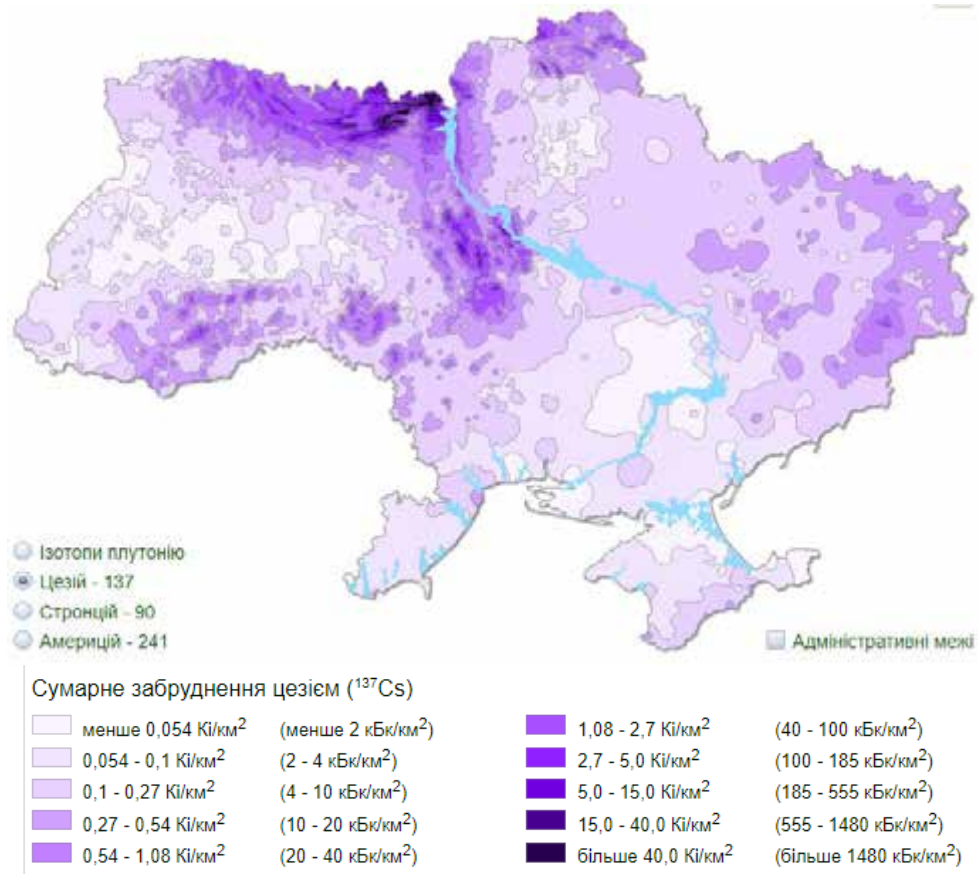 Ізотопи плутонію
Цезій - 137
Стронцій - 90
Америцій - 241
Адміністративні межі
Сумарне забруднення цезієм (¹³⁷Cs)
менше 0,054 Кі/км² (менше 2 кБк/км²)
0,054 - 0,1 Кі/км² (2 - 4 кБк/км²)
0,1 - 0,27 Кі/км² (4 - 10 кБк/км²)
0,27 - 0,54 Кі/км² (10 - 20 кБк/км²)
0,54 - 1,08 Кі/км² (20 - 40 кБк/км²)
1,08 - 2,7 Кі/км² (40 - 100 кБк/км²)
2,7 - 5,0 Кі/км² (100 - 185 кБк/км²)
5,0 - 15,0 Кі/км² (185 - 555 кБк/км²)
15,0 - 40,0 Кі/км² (555 - 1480 кБк/км²)
більше 40,0 Кі/км² (більше 1480 кБк/км²)